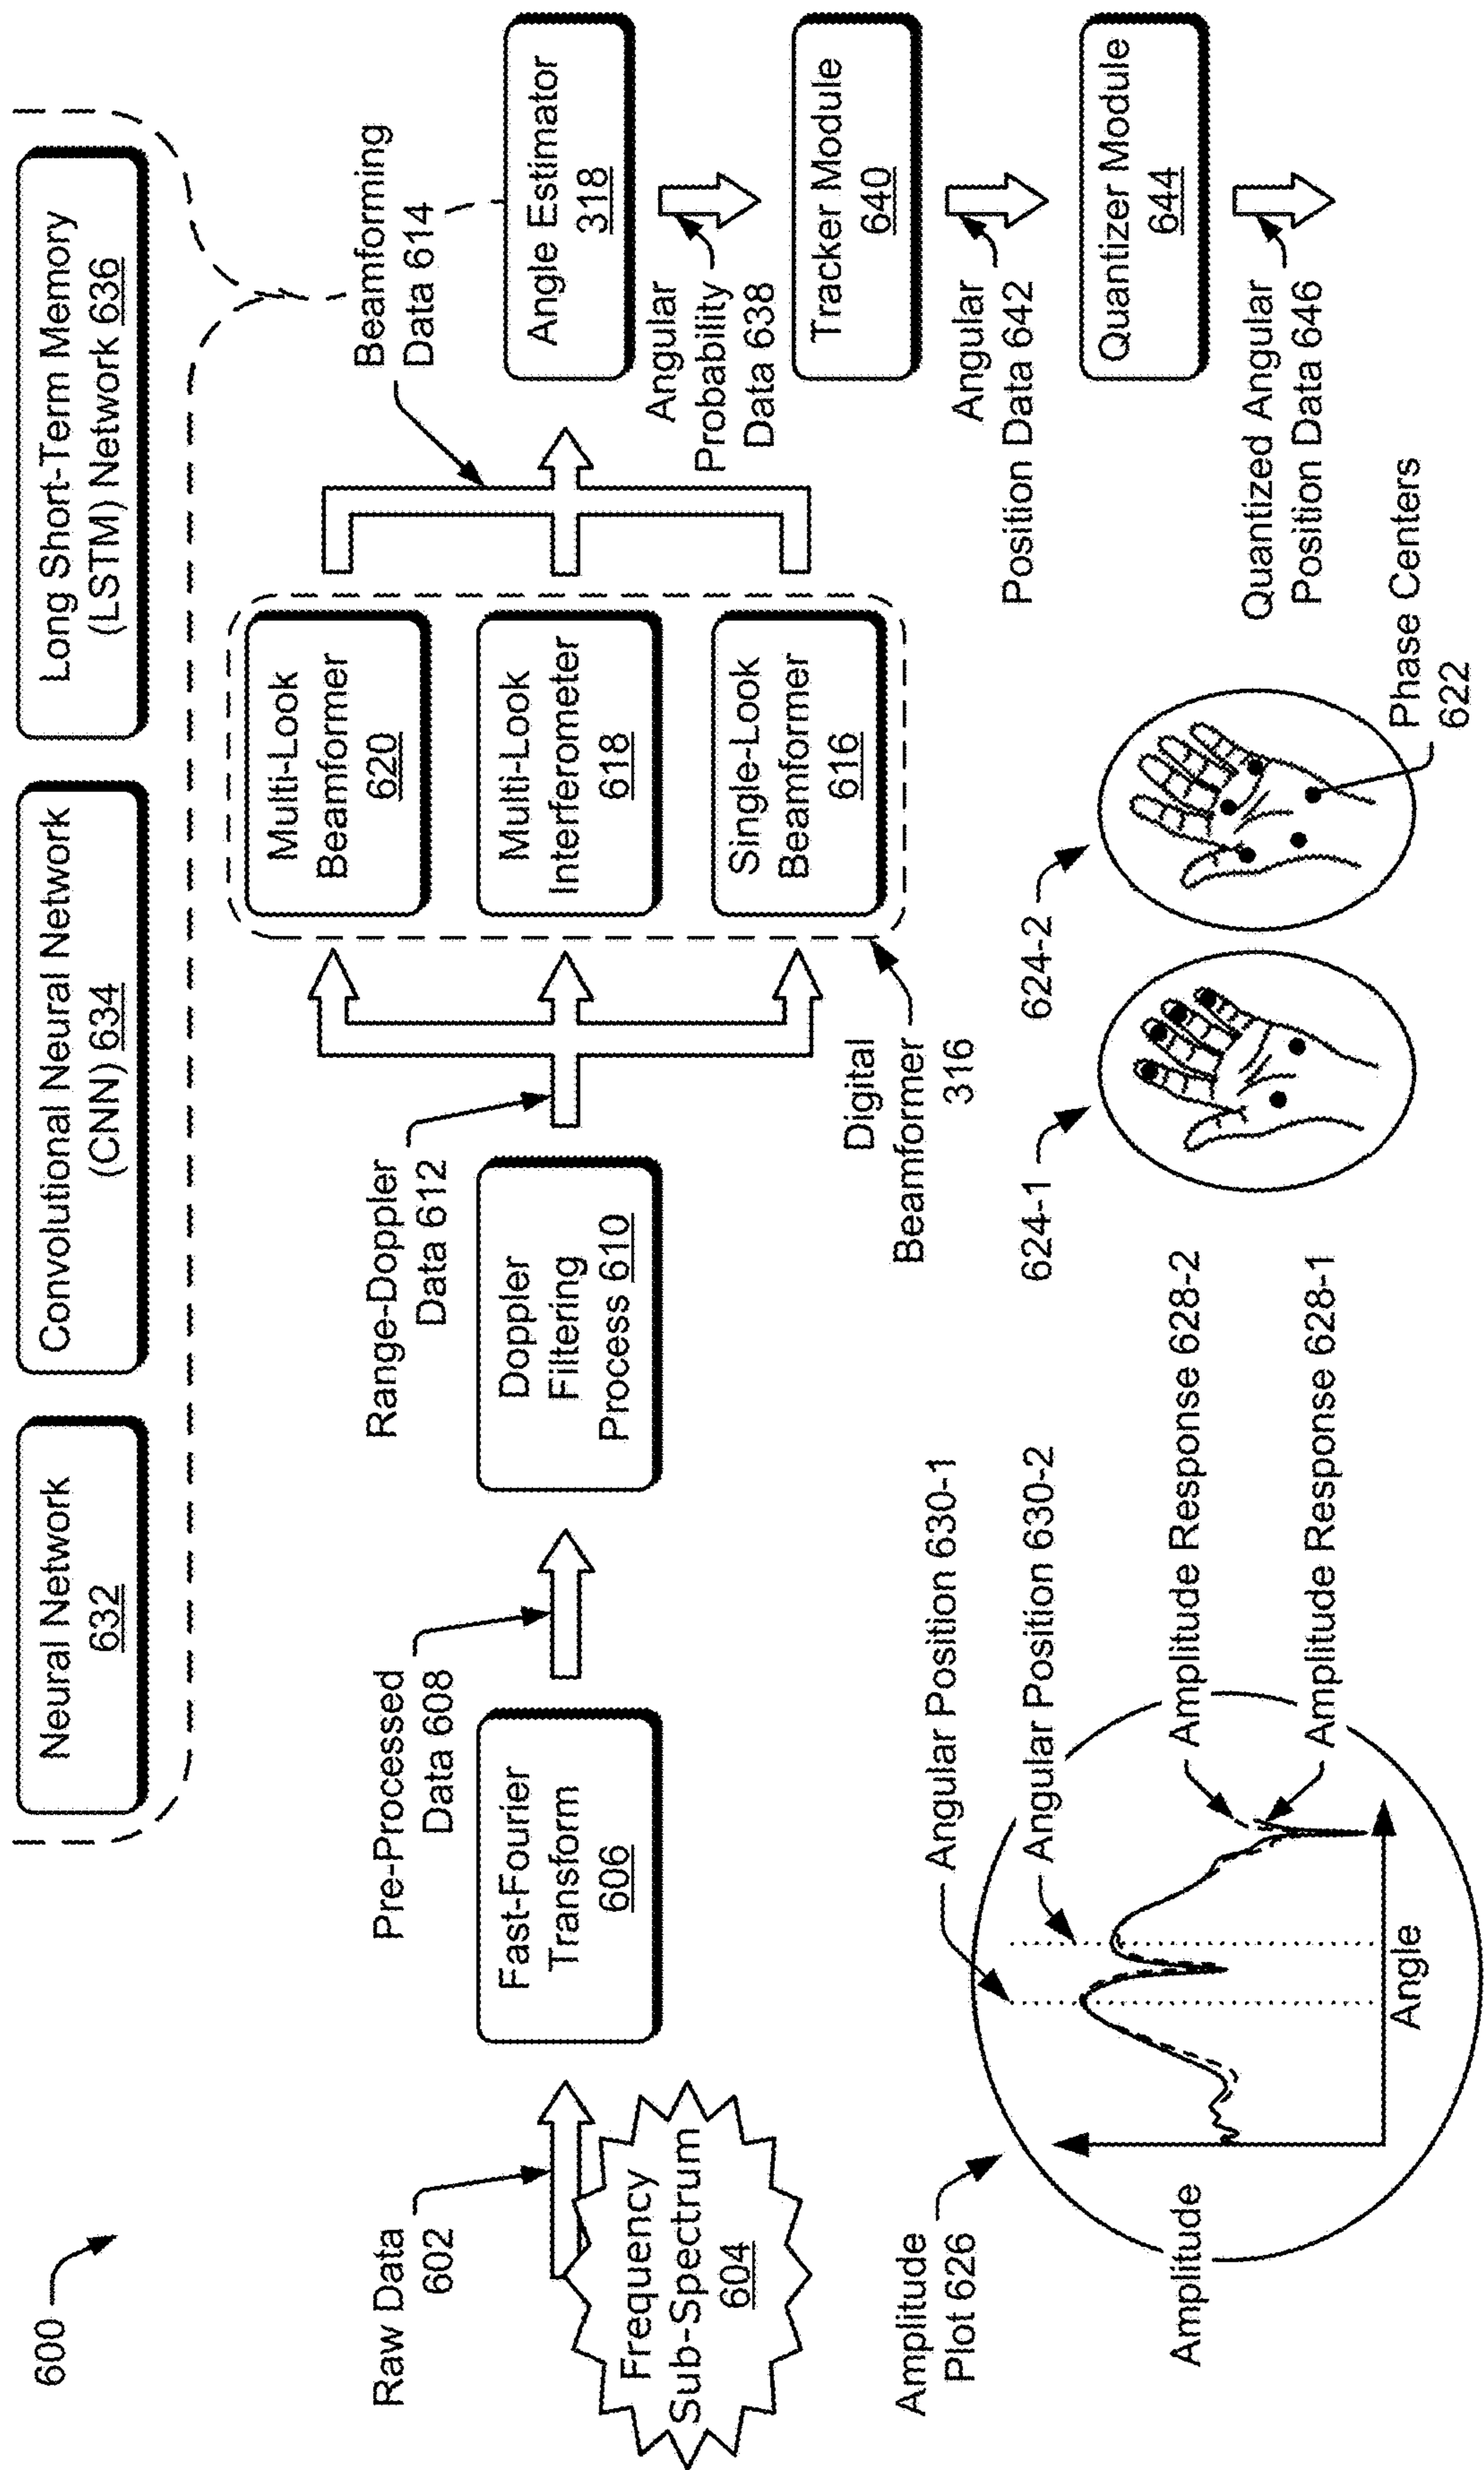 600
Neural Network
632
Convolutional Neural Network
(CNN) 634
Long Short-Term Memory
(LSTM) Network 636
Raw Data
602
Frequency
Sub-Spectrum
604
Fast-Fourier
Transform
606
Pre-Processed
Data 608
Doppler
Filtering
Process 610
Range-Doppler
Data 612
Multi-Look
Beamformer
620
Multi-Look
Interferometer
618
Single-Look
Beamformer
616
Digital
Beamformer
316
Beamforming
Data 614
Angle Estimator
318
Angular
Probability
Data 638
Tracker Module
640
Angular
Position Data 642
Quantizer Module
644
Quantized Angular
Position Data 646
Amplitude
Plot 626
Amplitude
Angle
Angular Position 630-1
Angular Position 630-2
Amplitude Response 628-2
Amplitude Response 628-1
624-1
624-2
Phase Centers
622